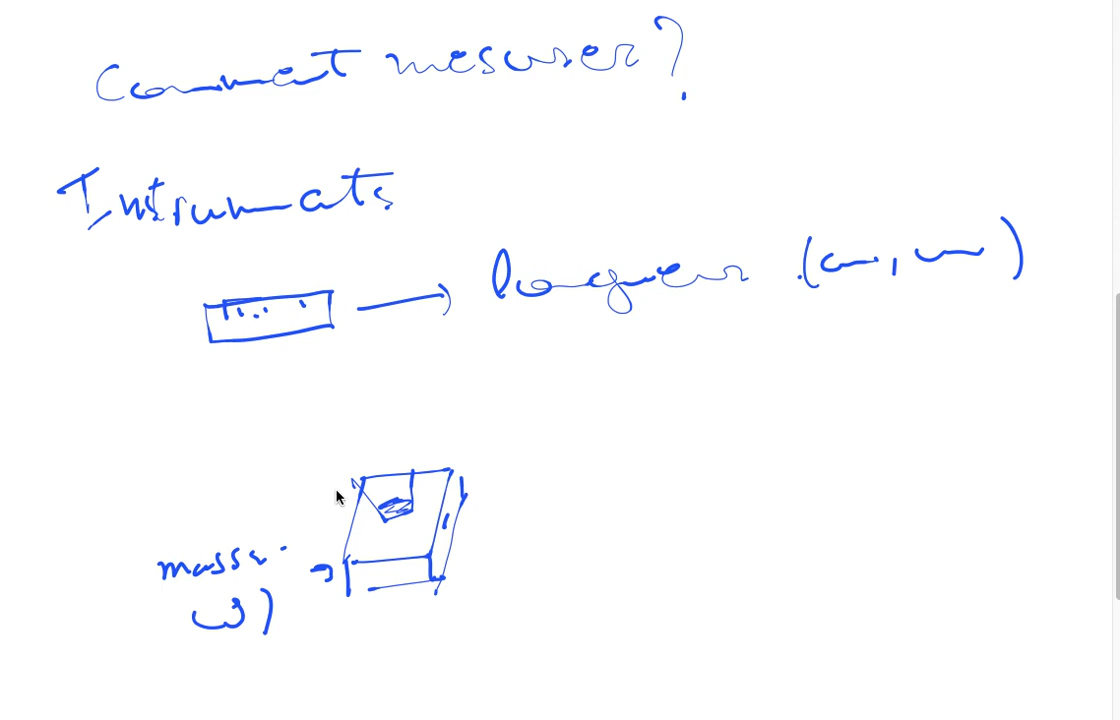 Comment mesurer ?
Instruments
longueur (cm, m)
masse